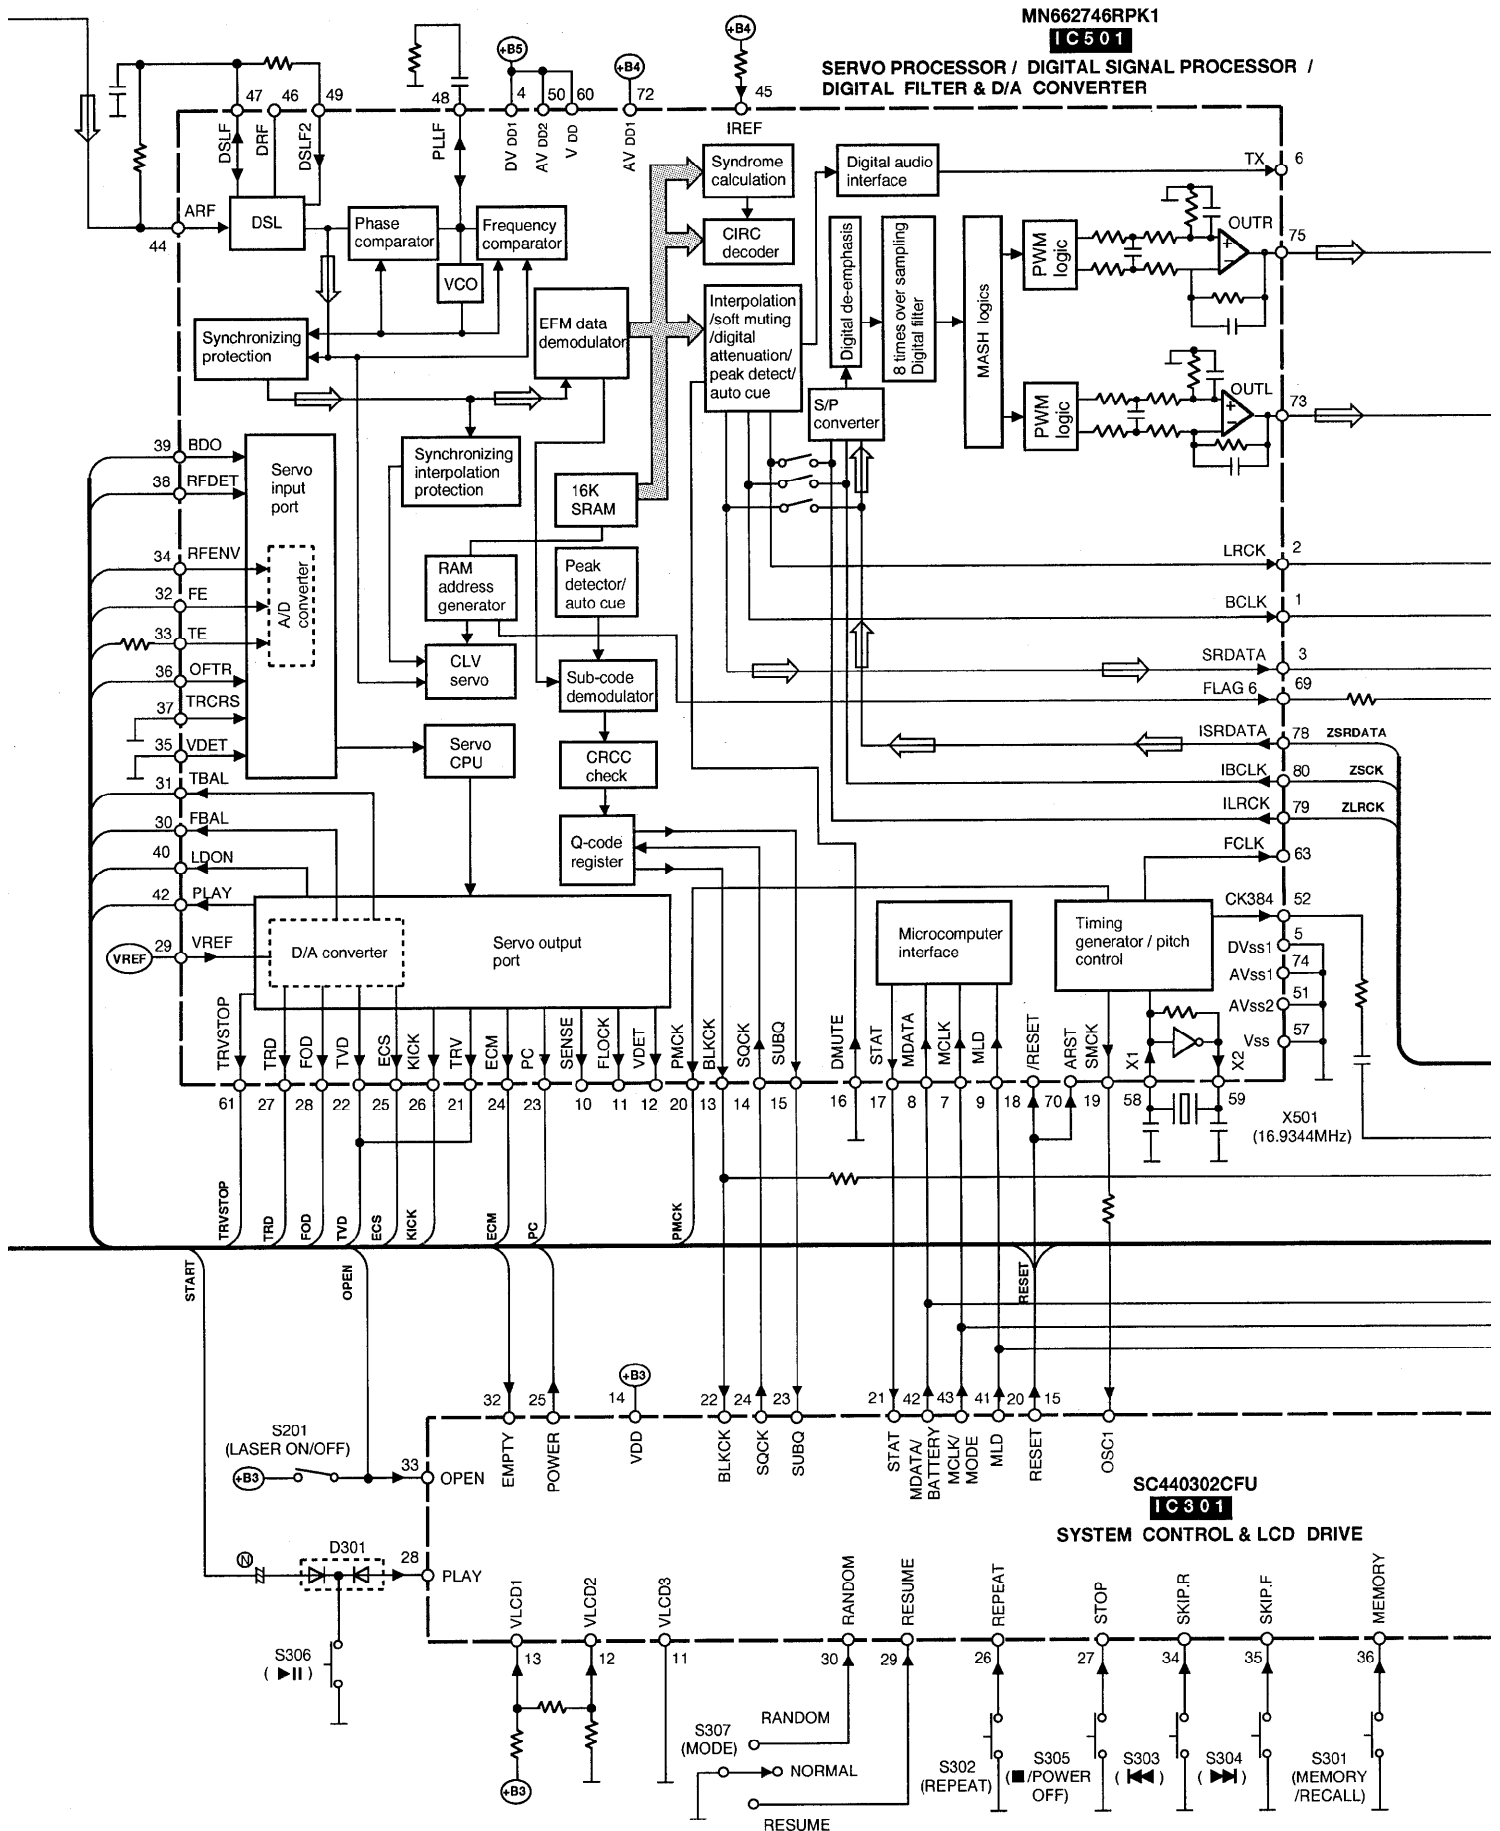 MN662746RPK1
IC501
SERVO PROCESSOR / DIGITAL SIGNAL PROCESSOR /
DIGITAL FILTER & D/A CONVERTER
+B5
+B4
+B4
47 46 49 48 4 50 60 72 45
DSLF DRF DSLF2 PLLF DV DD1 AV DD2 V DD AV DD1 IREF
ARF
44
DSL
Phase
comparator
Frequency
comparator
VCO
Syndrome
calculation
Digital audio
interface
TX 6
CIRC
decoder
Synchronizing
protection
EFM data
demodulator
Interpolation
/soft muting
/digital
attenuation/
peak detect/
auto cue
Digital de-emphasis
8 times over sampling
Digital filter
MASH logics
PWM
logic
OUTR
75
PWM
logic
OUTL
73
S/P
converter
39 BDO
38 RFDET
34 RFENV
32 FE
33 TE
36 OFTR
37 TRCRS
35 VDET
31 TBAL
30 FBAL
40 LDON
42 PLAY
VREF 29 VREF
Servo
input
port
A/D
converter
Synchronizing
interpolation
protection
16K
SRAM
RAM
address
generator
Peak
detector/
auto cue
CLV
servo
Sub-code
demodulator
Servo
CPU
CRCC
check
Q-code
register
LRCK 2
BCLK 1
SRDATA 3
FLAG 6 69
ISRDATA 78 ZSRDATA
IBCLK 80 ZSCK
ILRCK 79 ZLRCK
FCLK 63
CK384 52
DVss1 5
AVss1 74
AVss2 51
Vss 57
D/A converter
Servo output
port
Microcomputer
interface
Timing
generator / pitch
control
TRVSTOP TRD FOD TVD ECS KICK TRV ECM PC SENSE FLOCK VDET PMCK BLKCK SQCK SUBQ DMUTE STAT MDATA MCLK MLD /RESET ARST SMCK X1 X2
61 27 28 22 25 26 21 24 23 10 11 12 20 13 14 15 16 17 8 7 9 18 70 19 58 59
X501
(16.9344MHz)
TRVSTOP TRD FOD TVD ECS KICK ECM PC PMCK
START OPEN RESET
+B3
32 25 14 22 24 23 21 42 43 41 20 15
EMPTY POWER VDD BLKCK SQCK SUBQ STAT MDATA/
BATTERY MCLK/
MODE MLD RESET OSC1
S201
(LASER ON/OFF)
+B3
33 OPEN
SC440302CFU
IC301
SYSTEM CONTROL & LCD DRIVE
N
D301
28 PLAY
S306
( ▶II )
VLCD1 VLCD2 VLCD3 RANDOM RESUME REPEAT STOP SKIP.R SKIP.F MEMORY
13 12 11 30 29 26 27 34 35 36
+B3
S307
(MODE)
RANDOM
NORMAL
RESUME
S302
(REPEAT)
S305
(■/POWER
OFF)
S303
( |◀◀ )
S304
( ▶▶| )
S301
(MEMORY
/RECALL)